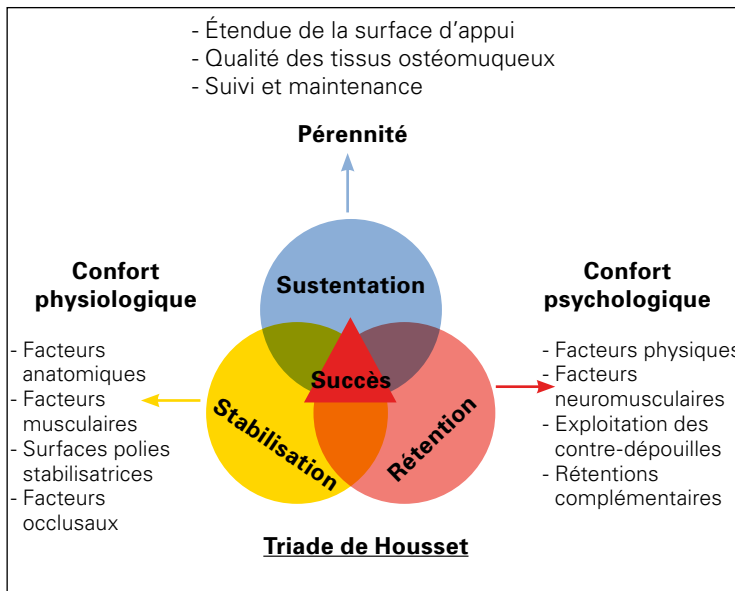 - Étendue de la surface d’appui
- Qualité des tissus ostéomuqueux
- Suivi et maintenance
Pérennité
Confort
physiologique
- Facteurs
anatomiques
- Facteurs
musculaires
- Surfaces polies
stabilisatrices
- Facteurs
occlusaux
Sustentation
Succès
Stabilisation
Rétention
Confort
psychologique
- Facteurs physiques
- Facteurs
neuromusculaires
- Exploitation des
contre-dépouilles
- Rétentions
complémentaires
Triade de Housset